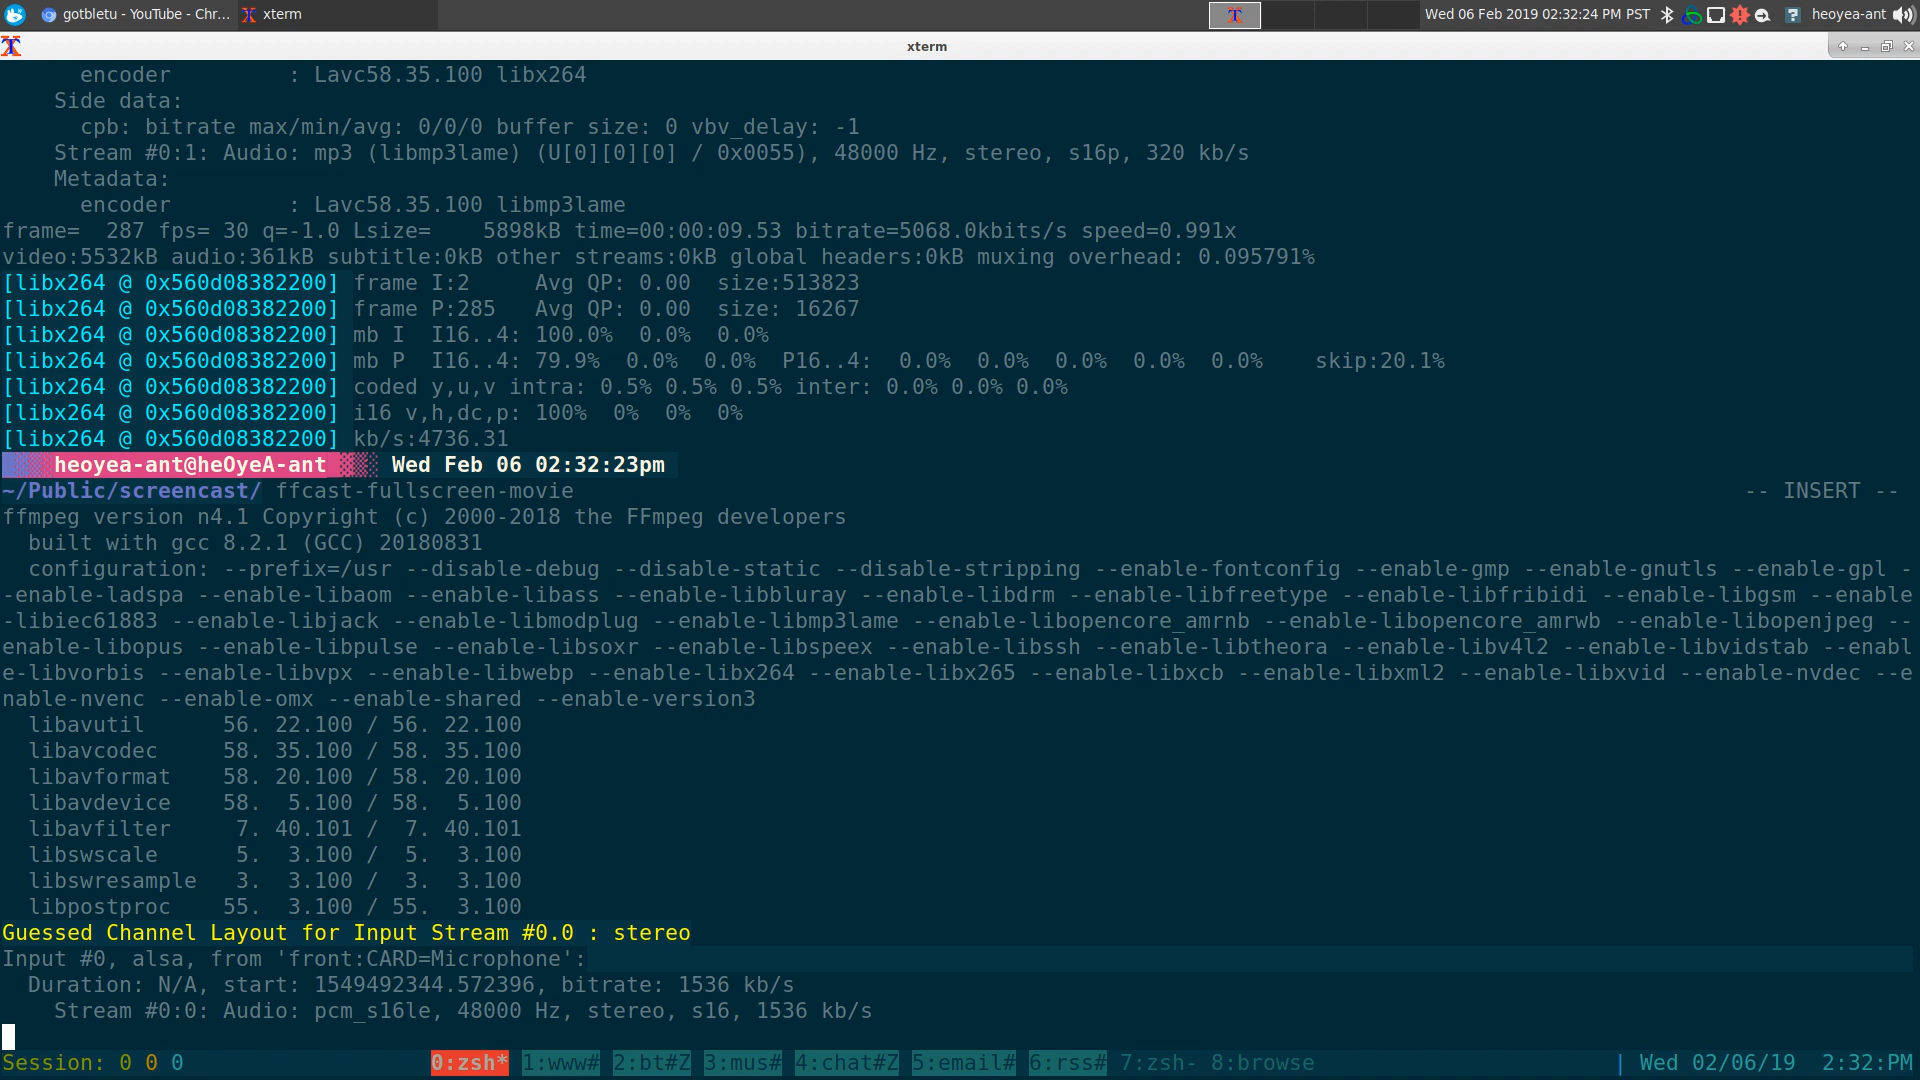 gotbletu - YouTube - Chr... xterm Wed 06 Feb 2019 02:32:24 PM PST heoyea-ant
xterm
encoder : Lavc58.35.100 libx264
Side data:
cpb: bitrate max/min/avg: 0/0/0 buffer size: 0 vbv_delay: -1
Stream #0:1: Audio: mp3 (libmp3lame) (U[0][0][0] / 0x0055), 48000 Hz, stereo, s16p, 320 kb/s
Metadata:
encoder : Lavc58.35.100 libmp3lame
frame= 287 fps= 30 q=-1.0 Lsize= 5898kB time=00:00:09.53 bitrate=5068.0kbits/s speed=0.991x
video:5532kB audio:361kB subtitle:0kB other streams:0kB global headers:0kB muxing overhead: 0.095791%
[libx264 @ 0x560d08382200] frame I:2 Avg QP: 0.00 size:513823
[libx264 @ 0x560d08382200] frame P:285 Avg QP: 0.00 size: 16267
[libx264 @ 0x560d08382200] mb I I16..4: 100.0% 0.0% 0.0%
[libx264 @ 0x560d08382200] mb P I16..4: 79.9% 0.0% 0.0% P16..4: 0.0% 0.0% 0.0% 0.0% 0.0% skip:20.1%
[libx264 @ 0x560d08382200] coded y,u,v intra: 0.5% 0.5% 0.5% inter: 0.0% 0.0% 0.0%
[libx264 @ 0x560d08382200] i16 v,h,dc,p: 100% 0% 0% 0%
[libx264 @ 0x560d08382200] kb/s:4736.31
heoyea-ant@heOyeA-ant Wed Feb 06 02:32:23pm
~/Public/screencast/ ffcast-fullscreen-movie -- INSERT --
ffmpeg version n4.1 Copyright (c) 2000-2018 the FFmpeg developers
built with gcc 8.2.1 (GCC) 20180831
configuration: --prefix=/usr --disable-debug --disable-static --disable-stripping --enable-fontconfig --enable-gmp --enable-gnutls --enable-gpl -
-enable-ladspa --enable-libaom --enable-libass --enable-libbluray --enable-libdrm --enable-libfreetype --enable-libfribidi --enable-libgsm --enable
-libiec61883 --enable-libjack --enable-libmodplug --enable-libmp3lame --enable-libopencore_amrnb --enable-libopencore_amrwb --enable-libopenjpeg --
enable-libopus --enable-libpulse --enable-libsoxr --enable-libspeex --enable-libssh --enable-libtheora --enable-libv4l2 --enable-libvidstab --enabl
e-libvorbis --enable-libvpx --enable-libwebp --enable-libx264 --enable-libx265 --enable-libxcb --enable-libxml2 --enable-libxvid --enable-nvdec --e
nable-nvenc --enable-omx --enable-shared --enable-version3
libavutil 56. 22.100 / 56. 22.100
libavcodec 58. 35.100 / 58. 35.100
libavformat 58. 20.100 / 58. 20.100
libavdevice 58. 5.100 / 58. 5.100
libavfilter 7. 40.101 / 7. 40.101
libswscale 5. 3.100 / 5. 3.100
libswresample 3. 3.100 / 3. 3.100
libpostproc 55. 3.100 / 55. 3.100
Guessed Channel Layout for Input Stream #0.0 : stereo
Input #0, alsa, from 'front:CARD=Microphone':
Duration: N/A, start: 1549492344.572396, bitrate: 1536 kb/s
Stream #0:0: Audio: pcm_s16le, 48000 Hz, stereo, s16, 1536 kb/s
Session: 0 0 0 0:zsh* 1:www# 2:bt#Z 3:mus# 4:chat#Z 5:email# 6:rss# 7:zsh- 8:browse | Wed 02/06/19 2:32:PM